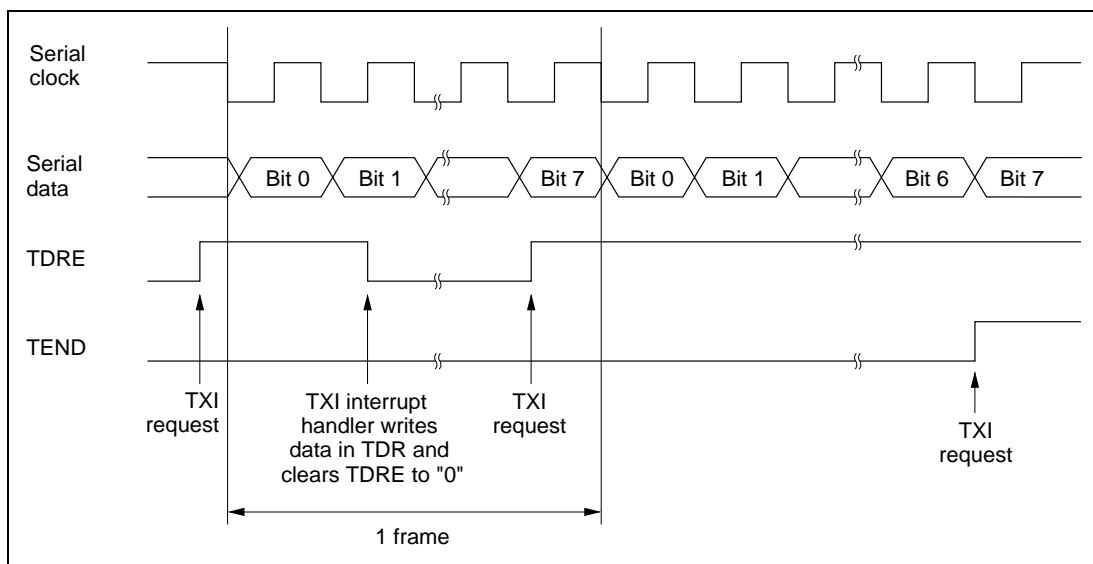 Serial
clock
Serial
data
Bit 0
Bit 1
Bit 7
Bit 0
Bit 1
Bit 6
Bit 7
TDRE
TEND
TXI
request
TXI interrupt
handler writes
data in TDR and
clears TDRE to "0"
TXI
request
TXI
request
1 frame